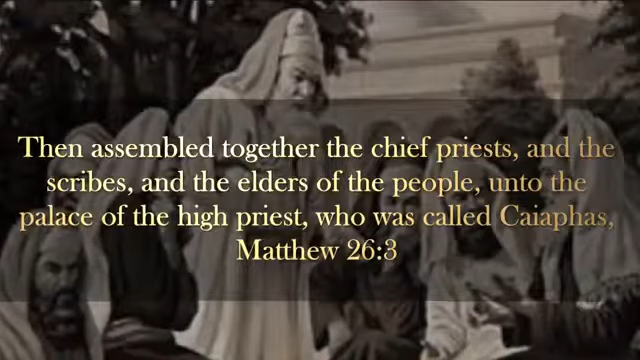 Then assembled together the chief priests, and the
scribes, and the elders of the people, unto the
palace of the high priest, who was called Caiaphas,
Matthew 26:3